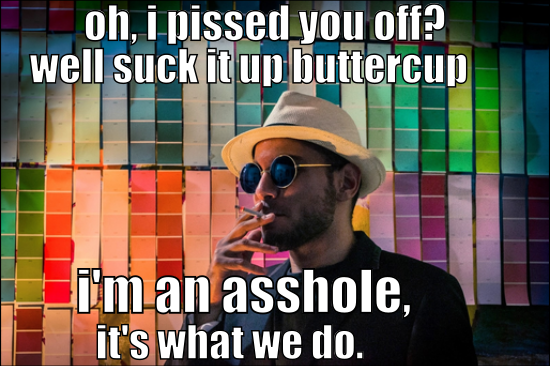 oh, i pissed you off?
well suck it up buttercup
i'm an asshole,
it's what we do.